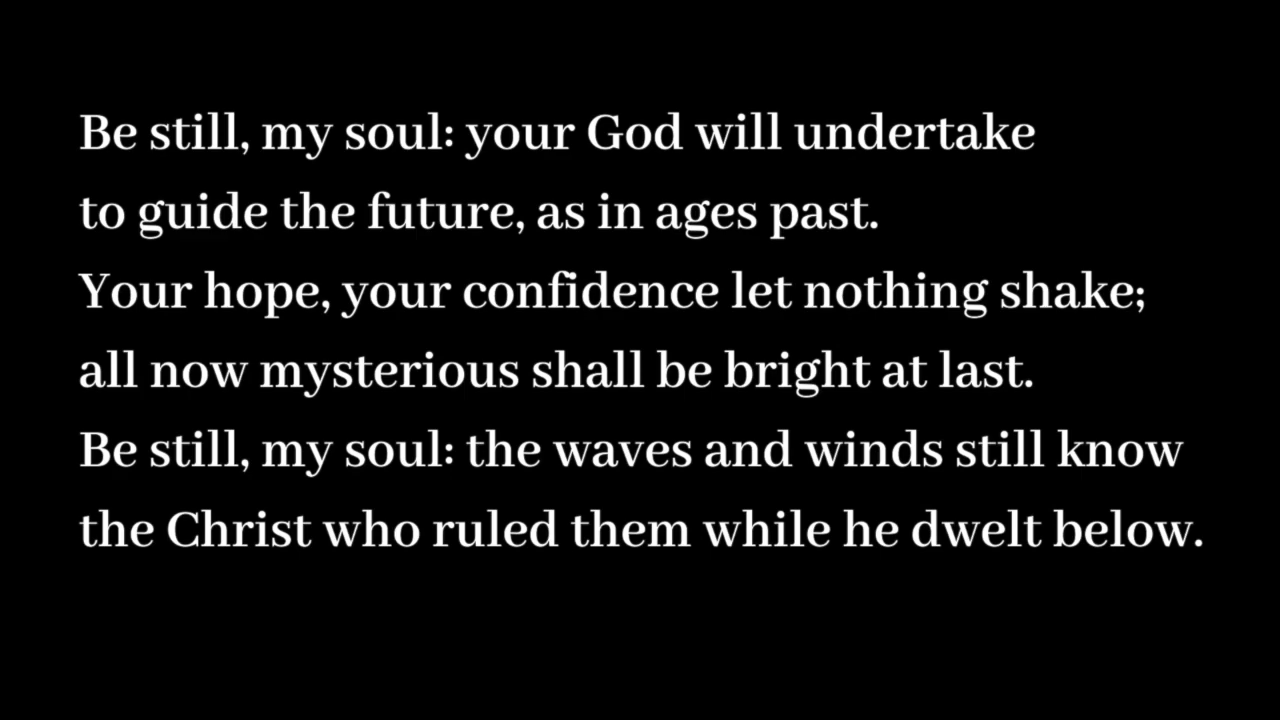 Be still, my soul: your God will undertake
to guide the future, as in ages past.
Your hope, your confidence let nothing shake;
all now mysterious shall be bright at last.
Be still, my soul: the waves and winds still know
the Christ who ruled them while he dwelt below.